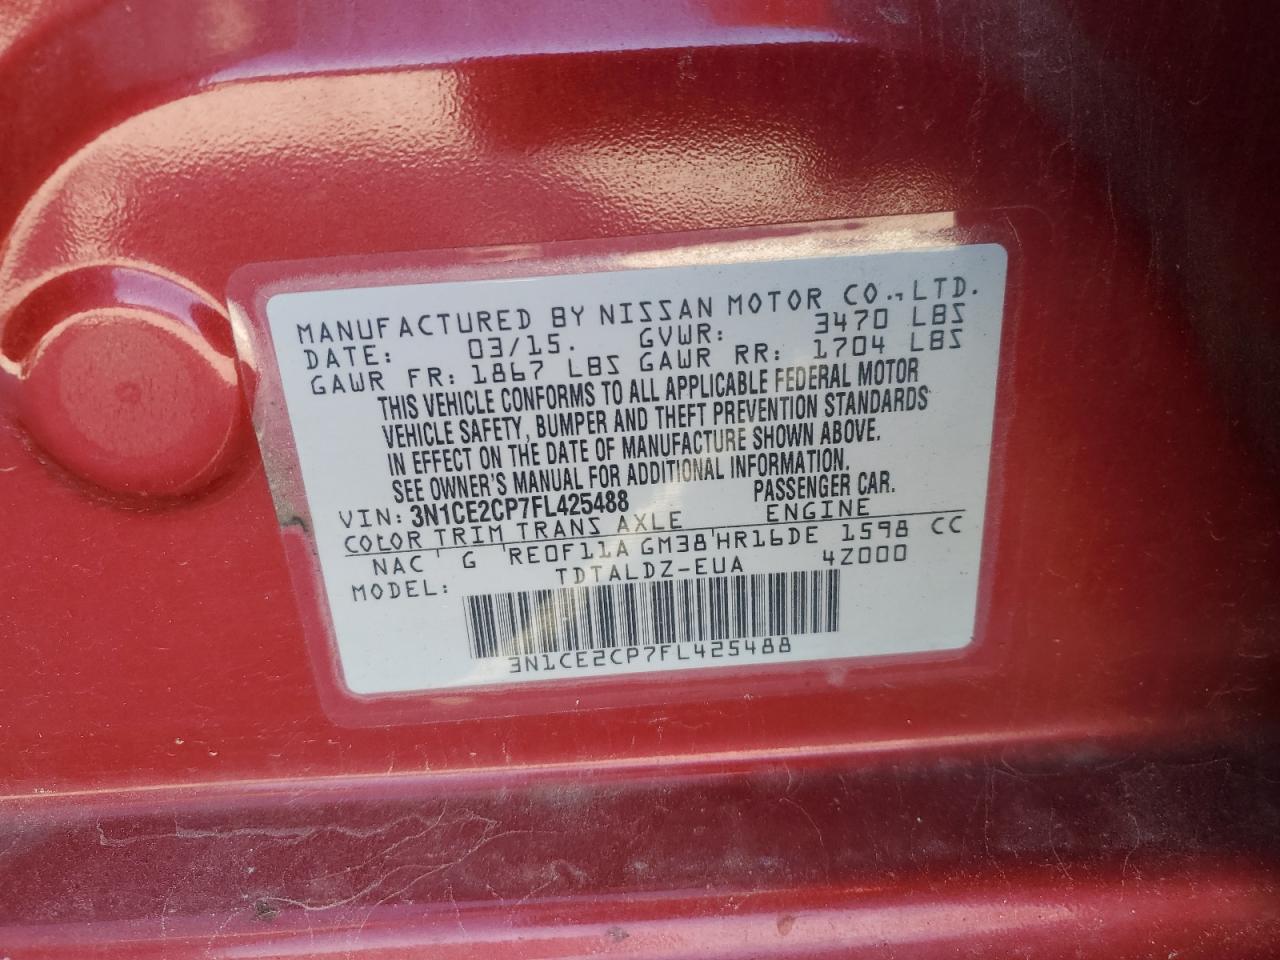 MANUFACTURED BY NISSAN MOTOR CO., LTD.
DATE: 03/15. GVWR: 3470 LBS
GAWR FR: 1867 LBS GAWR RR: 1704 LBS
THIS VEHICLE CONFORMS TO ALL APPLICABLE FEDERAL MOTOR
VEHICLE SAFETY, BUMPER AND THEFT PREVENTION STANDARDS
IN EFFECT ON THE DATE OF MANUFACTURE SHOWN ABOVE.
SEE OWNER'S MANUAL FOR ADDITIONAL INFORMATION.
VIN: 3N1CE2CP7FL425488 PASSENGER CAR.
COLOR TRIM TRANS AXLE ENGINE
NAC ' G ' RE0F11A GM38 ' HR16DE 1598 CC
MODEL: TDTALDZ-EUA 4Z000
3N1CE2CP7FL425488